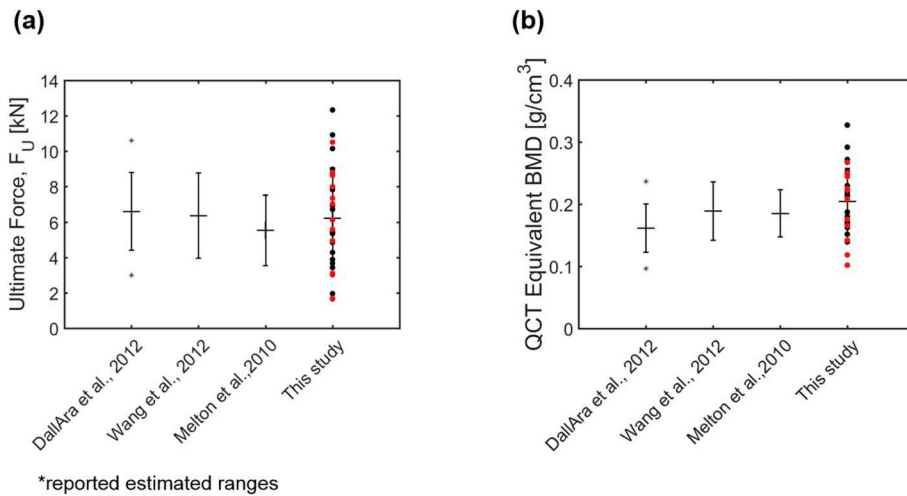 (a)
Ultimate Force, F_U [kN]
14
12
10
8
6
4
2
0
*
*
DallAra et al., 2012
Wang et al., 2012
Melton et al.,2010
This study
*reported estimated ranges
(b)
QCT Equivalent BMD [g/cm³]
0.4
0.3
0.2
0.1
0
*
*
DallAra et al., 2012
Wang et al., 2012
Melton et al.,2010
This study